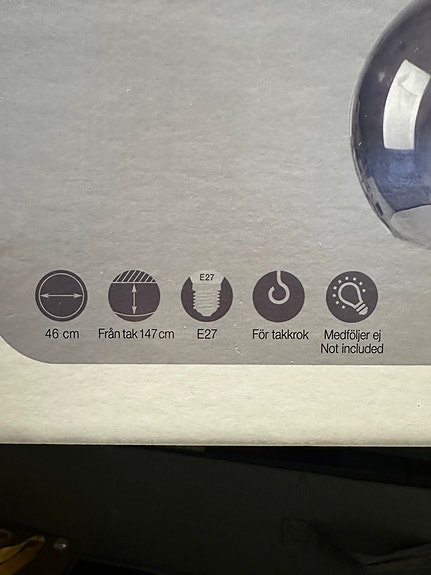 E27
46 cm
Från tak 147 cm
E27
För takkrok
Medföljer ej
Not included